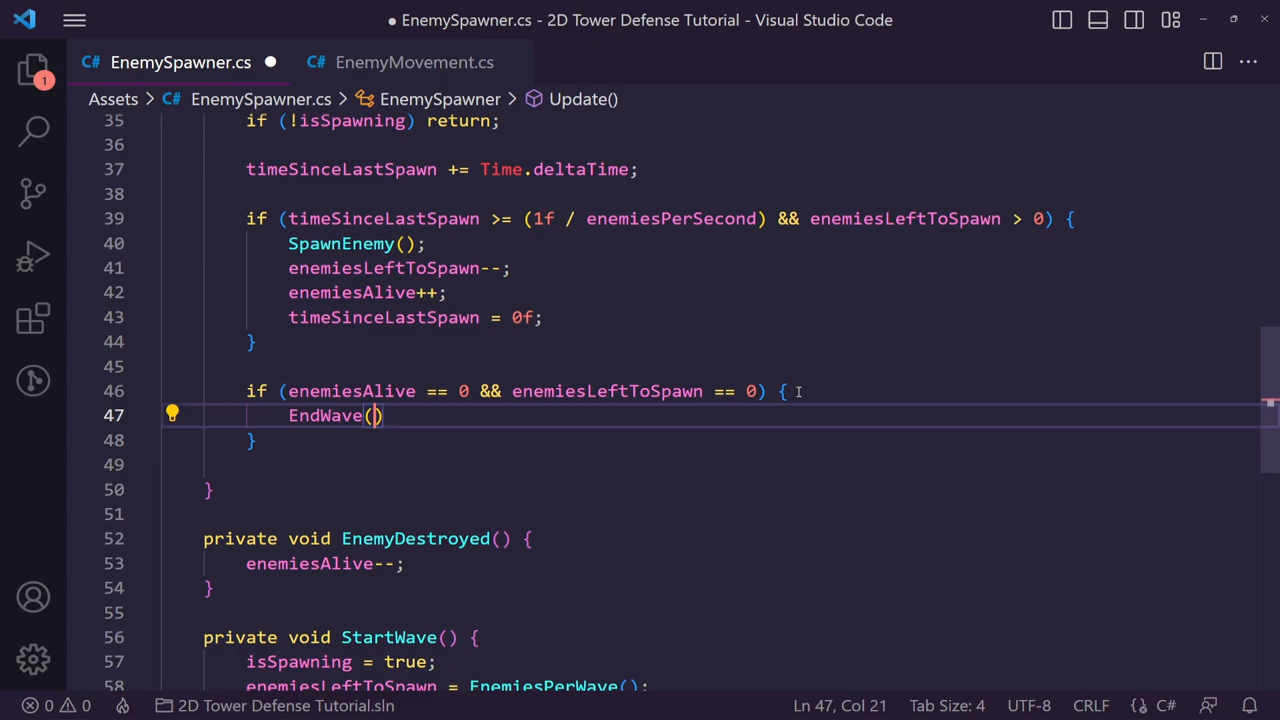 EnemySpawner.cs - 2D Tower Defense Tutorial - Visual Studio Code
C# EnemySpawner.cs C# EnemyMovement.cs
1
Assets > C# EnemySpawner.cs > EnemySpawner > Update()
35 if (!isSpawning) return;
36
37 timeSinceLastSpawn += Time.deltaTime;
38
39 if (timeSinceLastSpawn >= (1f / enemiesPerSecond) && enemiesLeftToSpawn > 0) {
40 SpawnEnemy();
41 enemiesLeftToSpawn--;
42 enemiesAlive++;
43 timeSinceLastSpawn = 0f;
44 }
45
46 if (enemiesAlive == 0 && enemiesLeftToSpawn == 0) {
47 EndWave()
48 }
49
50 }
51
52 private void EnemyDestroyed() {
53 enemiesAlive--;
54 }
55
56 private void StartWave() {
57 isSpawning = true;
58 enemiesLeftToSpawn = EnemiesPerWave();
0 0 2D Tower Defense Tutorial.sln Ln 47, Col 21 Tab Size: 4 UTF-8 CRLF {} C#